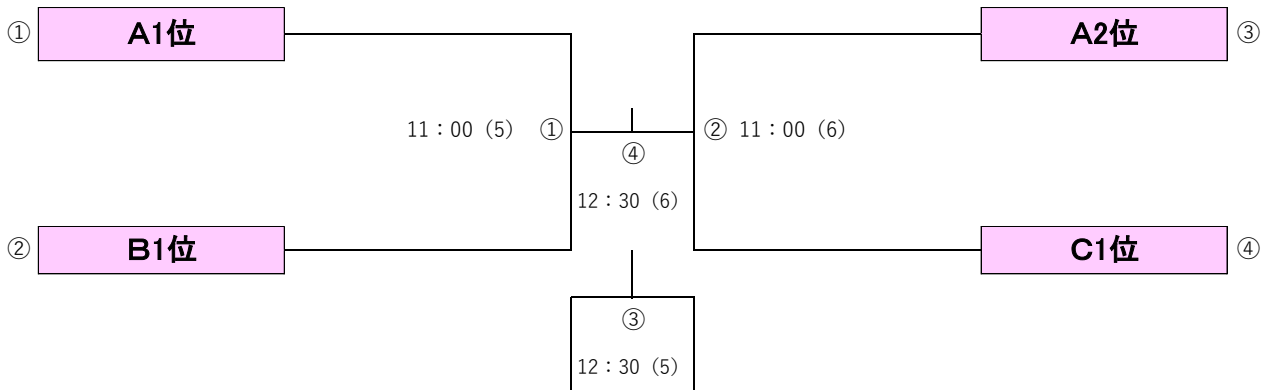 ① A1位
A2位 ③
11：00（5） ①
② 11：00（6）
④
12：30（6）
② B1位
C1位 ④
③
12：30（5）